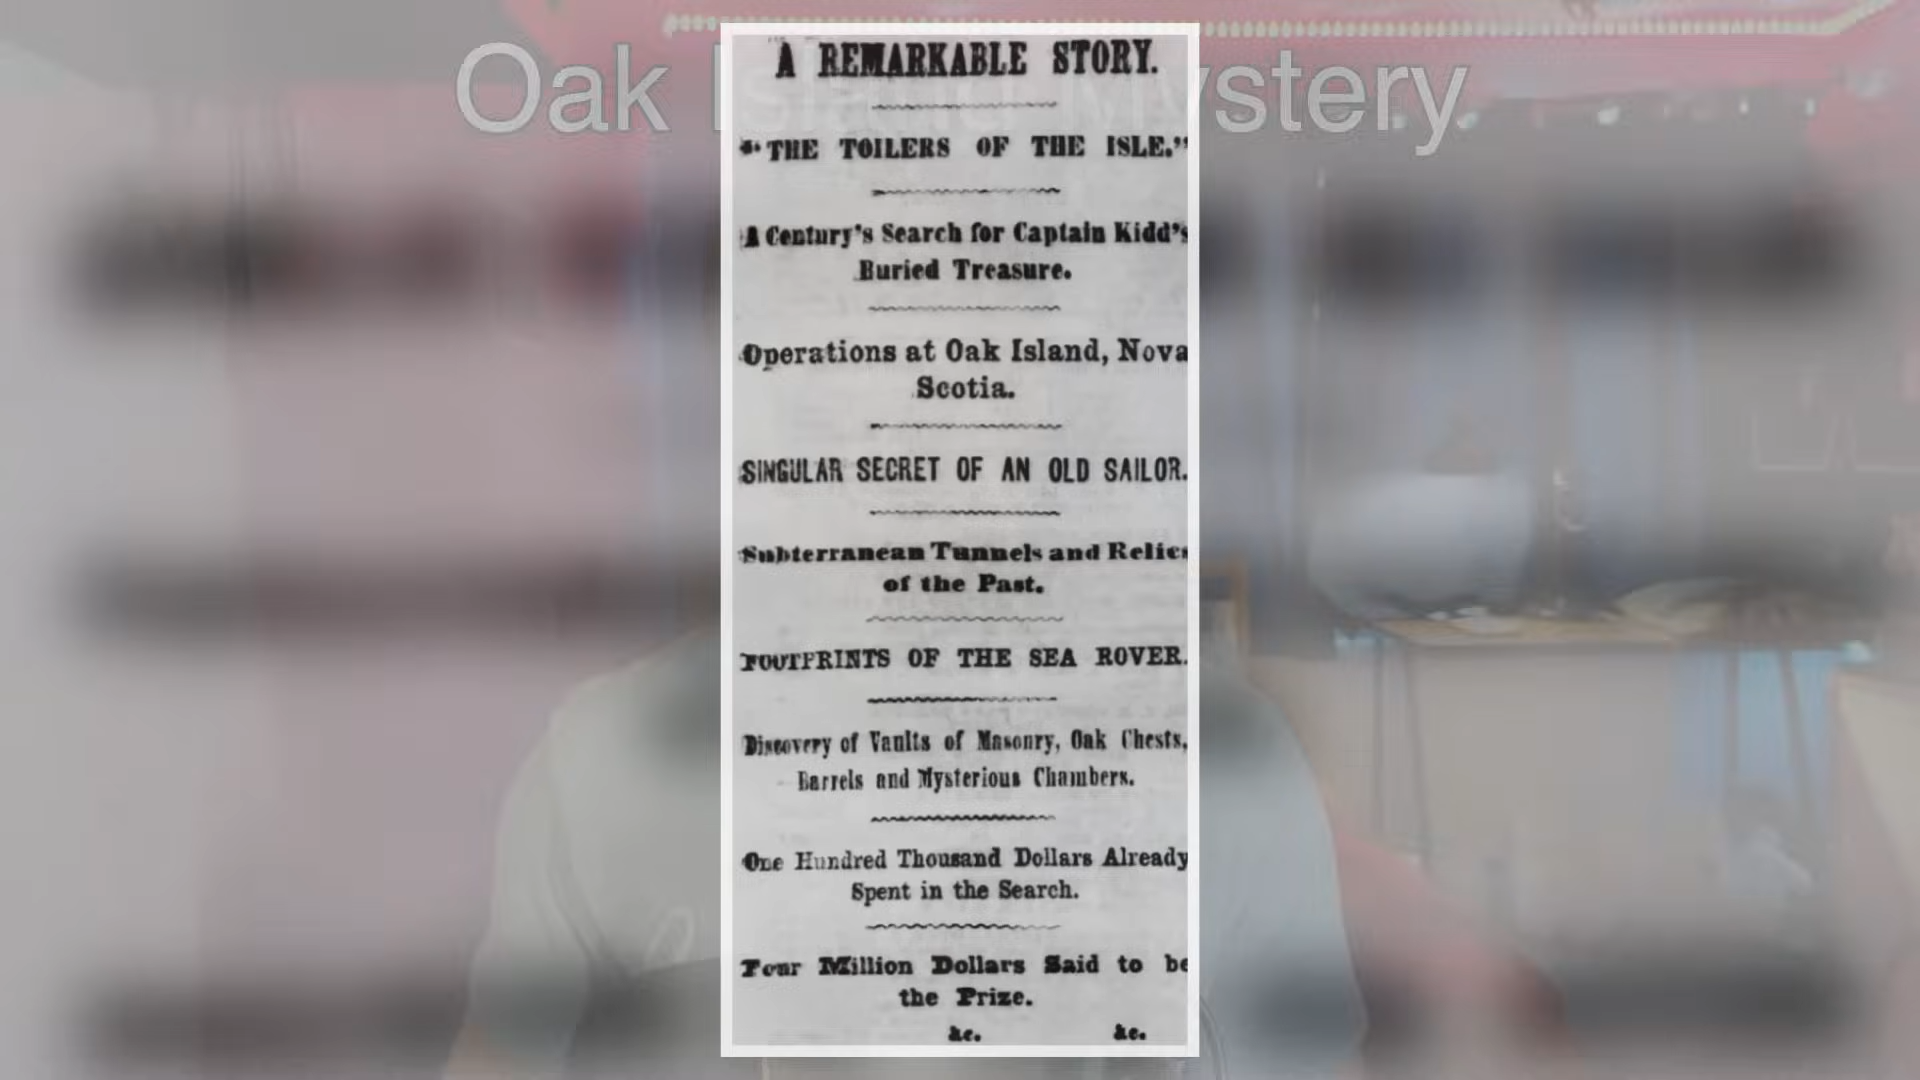 Oak Island Mystery
A REMARKABLE STORY.
"THE TOILERS OF THE ISLE."
A Century's Search for Captain Kidd's
Buried Treasure.
Operations at Oak Island, Nova
Scotia.
SINGULAR SECRET OF AN OLD SAILOR.
Subterranean Tunnels and Relics
of the Past.
FOOTPRINTS OF THE SEA ROVER.
Discovery of Vaults of Masonry, Oak Chests,
Barrels and Mysterious Chambers.
One Hundred Thousand Dollars Already
Spent in the Search.
Four Million Dollars Said to be
the Prize.
&c. &c.